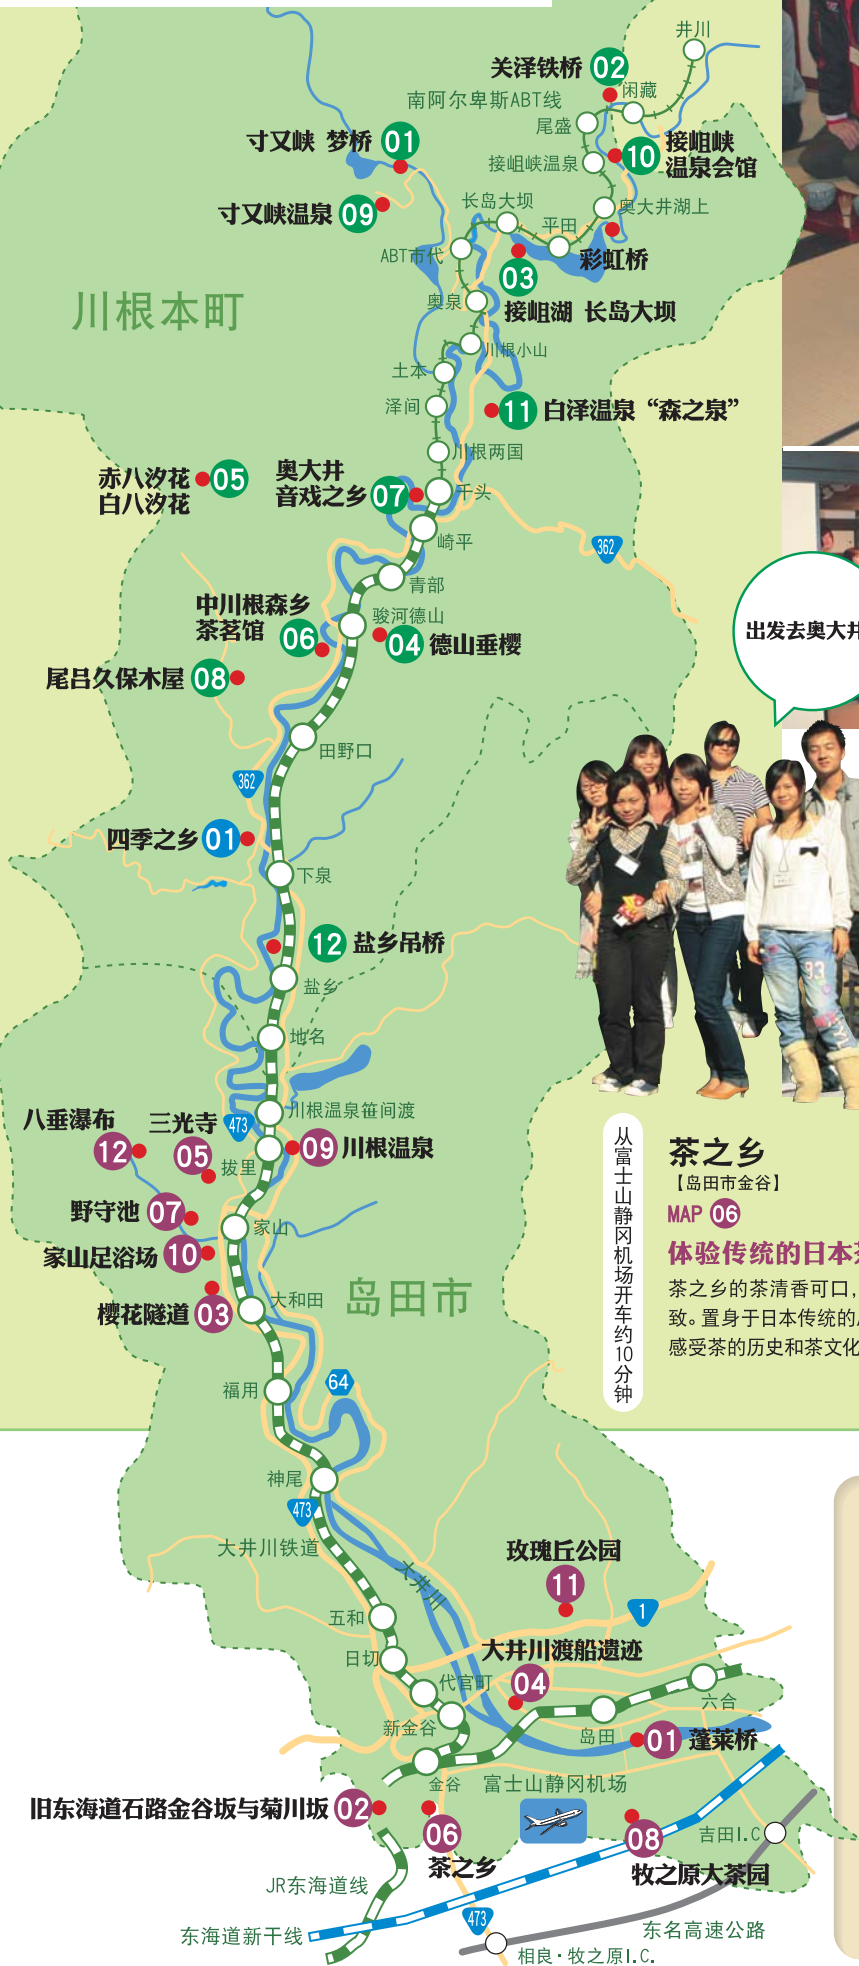 井川
关泽铁桥 02
闲藏
南阿尔卑斯ABT线
尾盛
寸又峡 梦桥 01
接岨峡温泉
10 接岨峡
温泉会馆
寸又峡温泉 09
长岛大坝
奥大井湖上
平田
ABT市代
彩虹桥
03
接岨湖 长岛大坝
奥泉
川根本町
川根小山
土本
泽间
11 白泽温泉“森之泉”
川根两国
赤八汐花
白八汐花
05
奥大井
音戏之乡 07
千头
崎平
362
青部
中川根森乡
茶茗馆 06
骏河德山
04 德山垂樱
出发去奥大井
尾吕久保木屋 08
田野口
362
四季之乡 01
下泉
12 盐乡吊桥
盐乡
地名
川根温泉笹间渡
八垂瀑布
12
三光寺
05
473
拔里
09 川根温泉
野守池 07
家山
家山足浴场 10
樱花隧道 03
大和田
岛田市
福用
64
神尾
473
大井川铁道
大井川
玫瑰丘公园
11
1
五和
日切
大井川渡船遗迹
04
代官町
六合
新金谷
岛田
01 蓬莱桥
金谷
富士山静冈机场
旧东海道石路金谷坂与菊川坂 02
06
茶之乡
08
牧之原大茶园
吉田I.C
JR东海道线
东海道新干线
473
东名高速公路
相良·牧之原I.C.
从富士山静冈机场开车约10分钟
茶之乡
【岛田市金谷】
MAP 06
体验传统的日本茶
茶之乡的茶清香可口，
致。置身于日本传统的
感受茶的历史和茶文化